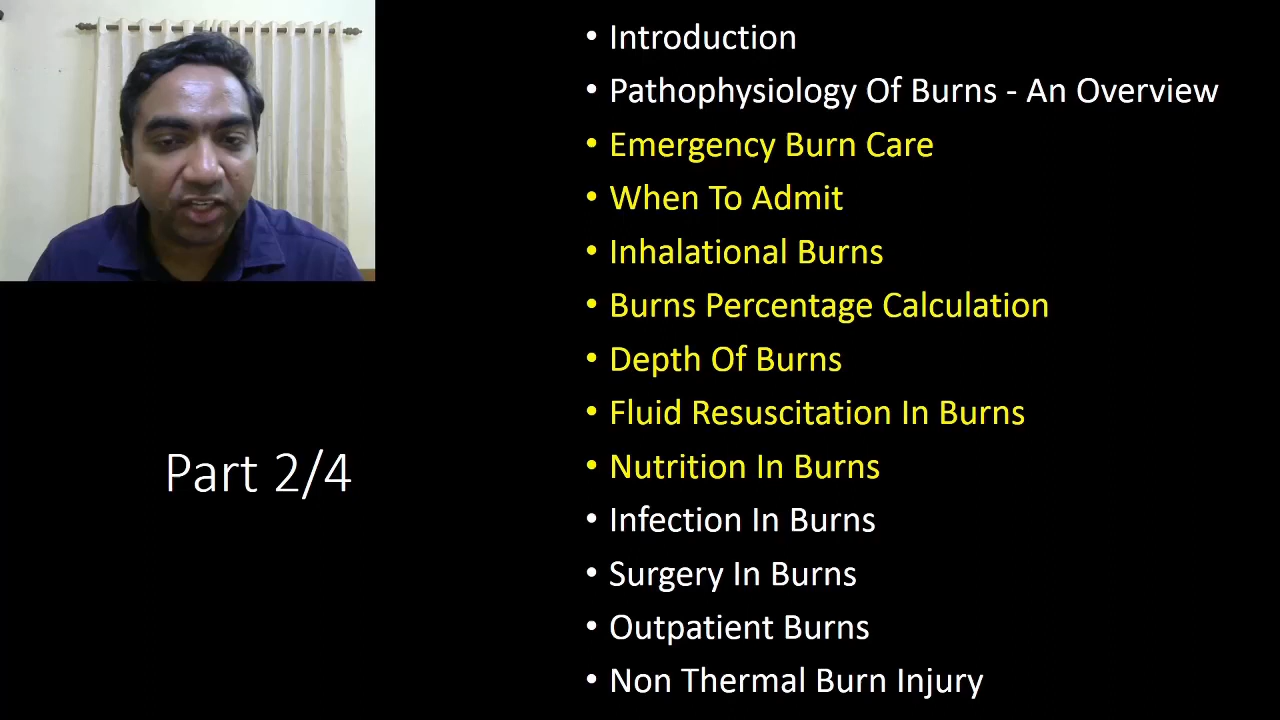 • Introduction
• Pathophysiology Of Burns - An Overview
• Emergency Burn Care
• When To Admit
• Inhalational Burns
• Burns Percentage Calculation
• Depth Of Burns
• Fluid Resuscitation In Burns
• Nutrition In Burns
• Infection In Burns
• Surgery In Burns
• Outpatient Burns
• Non Thermal Burn Injury
Part 2/4